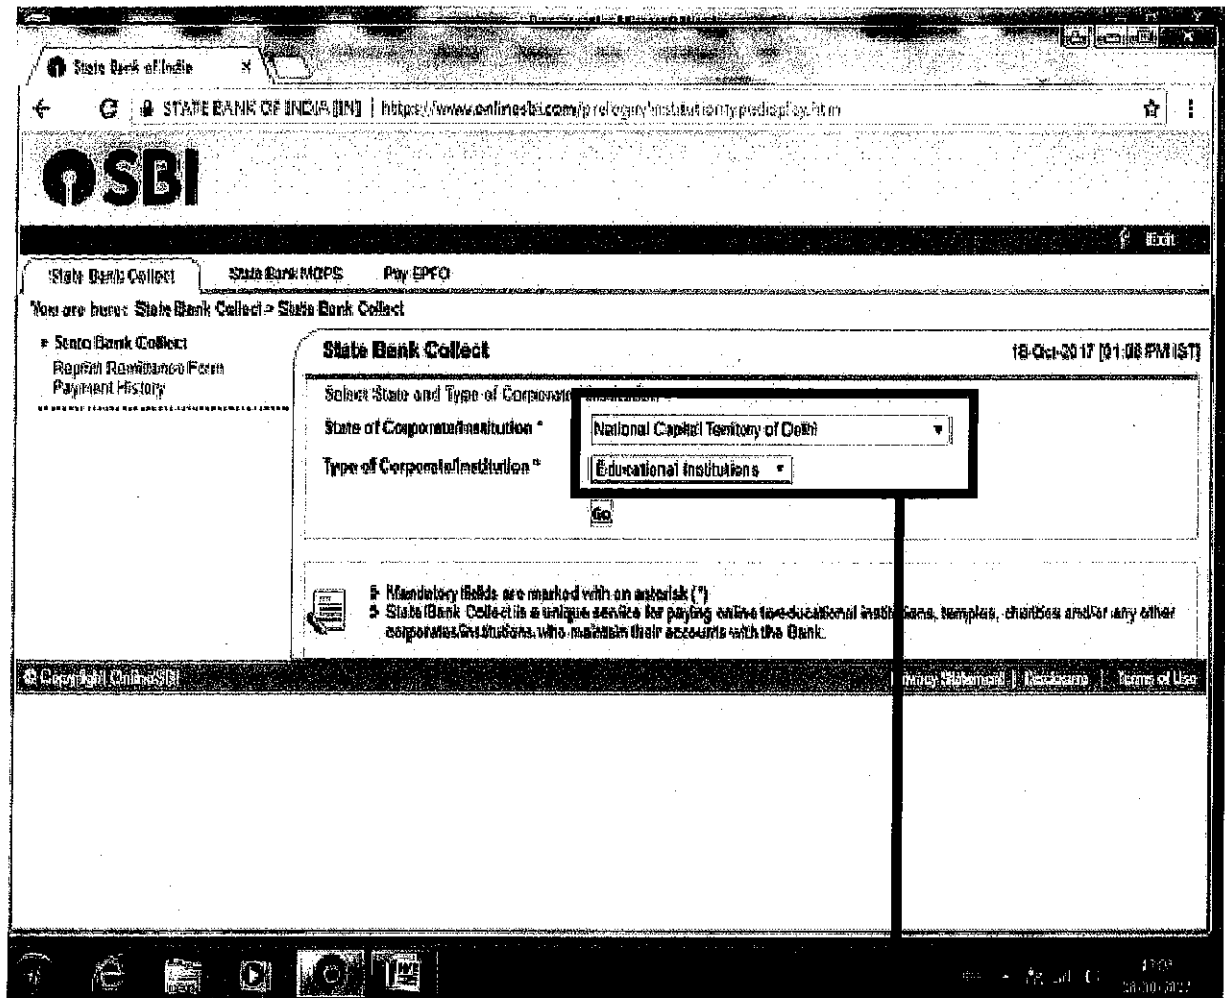 State Bank of India
STATE BANK OF INDIA [IN] | https://www.onlinesbi.com/prelogin/institutiontypedisplay.htm
SBI
Exit
State Bank Collect State Bank MOPS Pay EPFO
You are here: State Bank Collect > State Bank Collect
State Bank Collect
Reprint Remittance Form
Payment History
State Bank Collect
18-Oct-2017 [01:08 PM IST]
Select State and Type of Corporate
State of Corporate/Institution *
National Capital Territory of Delhi
Type of Corporate/Institution *
Educational Institutions
Go
Mandatory fields are marked with an asterisk (*)
State Bank Collect is a unique service for paying online to educational institutions, temples, charities and/or any other
corporates/institutions, who maintain their accounts with the Bank.
© Copyright OnlineSBI
Privacy Statement | Disclosure | Terms of Use